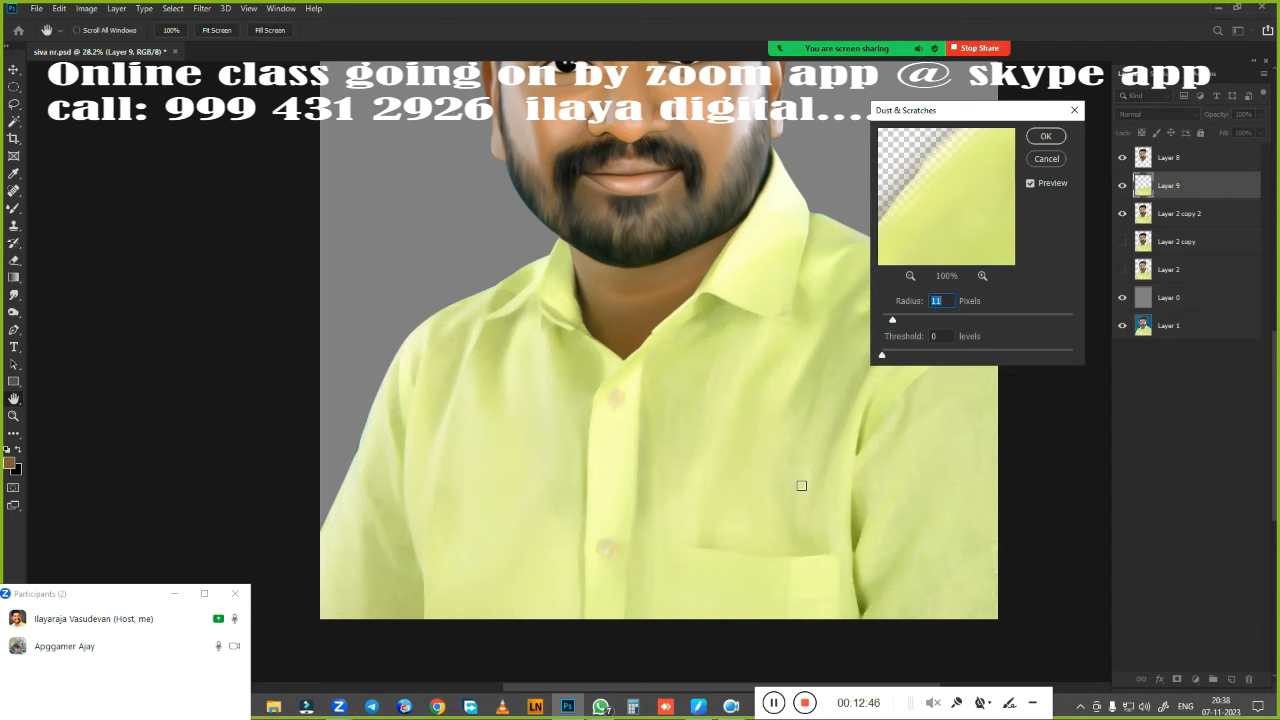 File Edit Image Layer Type Select Filter 3D View Window Help
Scroll All Windows 100% Fit Screen Fill Screen
siva nr.psd @ 28.2% (Layer 9, RGB/8) *
You are screen sharing Stop Share
Online class going on by zoom app @ skype app
call: 999 431 2926 ilaya digital....
Dust & Scratches
OK
Cancel
Preview
100%
Radius: 11 Pixels
Threshold: 0 levels
Kind
Normal Opacity: 100%
Lock: Fill: 100%
Layer 8
Layer 9
Layer 2 copy 2
Layer 2 copy
Layer 2
Layer 0
Layer 1
Participants (2)
Ilayaraja Vasudevan (Host, me)
Apggamer Ajay
00:12:46
ENG
20:38
07-11-2023